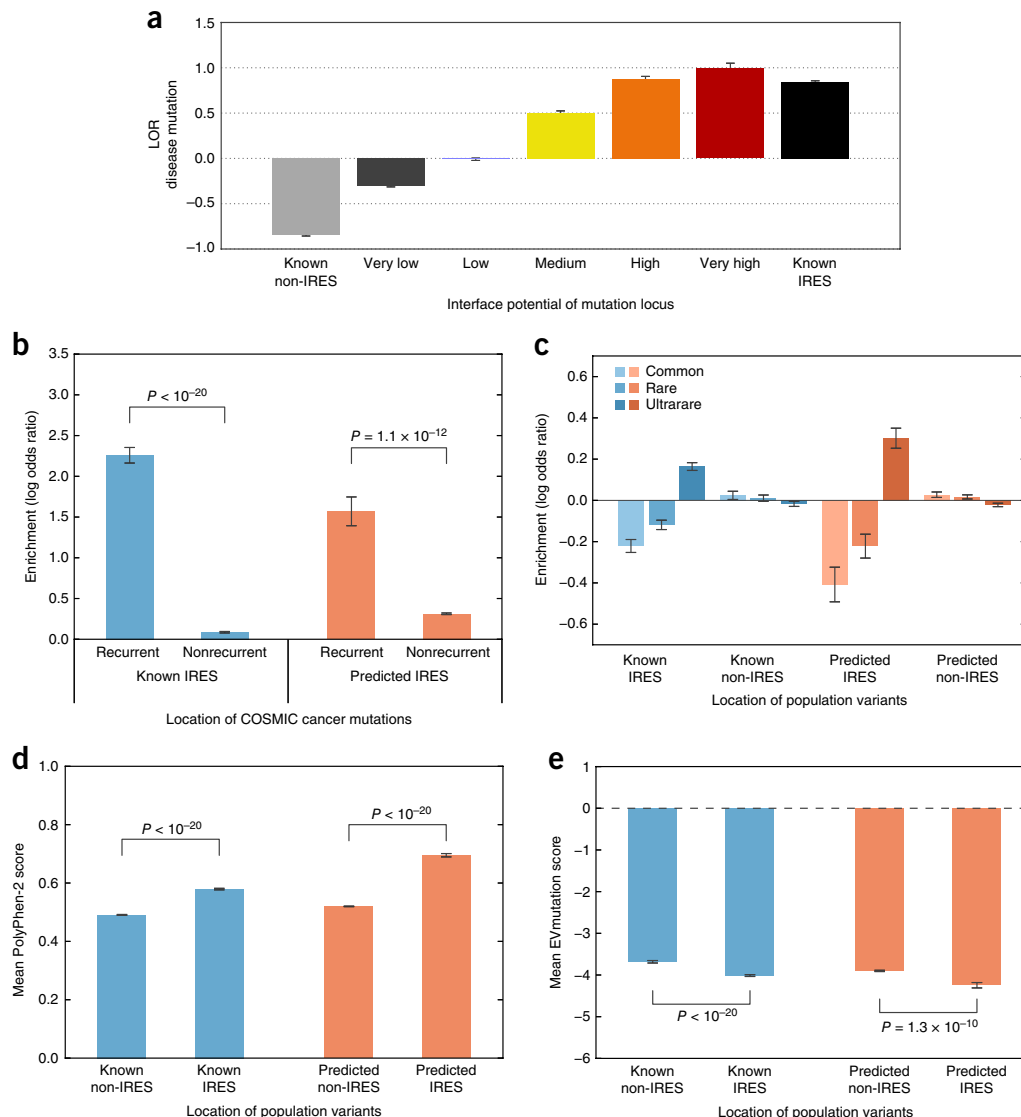 a
1.5
1.0
0.5
0.0
−0.5
−1.0
LOR
disease mutation
Known
non-IRES
Very low
Low
Medium
High
Very high
Known
IRES
Interface potential of mutation locus
b
3.5
3.0
2.5
2.0
1.5
1.0
0.5
0.0
Enrichment (log odds ratio)
P < 10−20
P = 1.1 × 10−12
Recurrent
Nonrecurrent
Recurrent
Nonrecurrent
Known IRES
Predicted IRES
Location of COSMIC cancer mutations
c
0.6
0.4
0.2
0.0
−0.2
−0.4
−0.6
Enrichment (log odds ratio)
Common
Rare
Ultrarare
Known
IRES
Known
non-IRES
Predicted
IRES
Predicted
non-IRES
Location of population variants
d
1.0
0.8
0.6
0.4
0.2
0.0
Mean PolyPhen-2 score
P < 10−20
P < 10−20
Known
non-IRES
Known
IRES
Predicted
non-IRES
Predicted
IRES
Location of population variants
e
1
0
−1
−2
−3
−4
−5
−6
Mean EVmutation score
P < 10−20
P = 1.3 × 10−10
Known
non-IRES
Known
IRES
Predicted
non-IRES
Predicted
IRES
Location of population variants